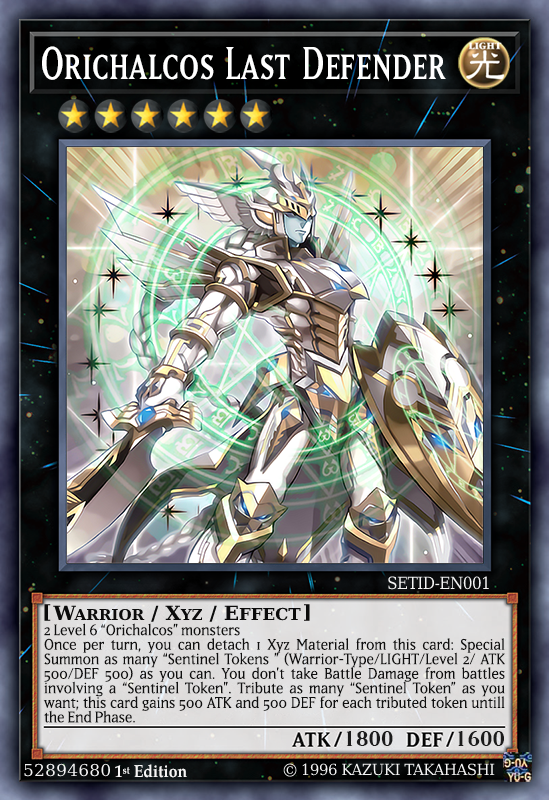 Orichalcos Last Defender
LIGHT
光
SETID-EN001
[Warrior / Xyz / Effect]
2 Level 6 “Orichalcos” monsters
Once per turn, you can detach 1 Xyz Material from this card: Special
Summon as many “Sentinel Tokens ” (Warrior-Type/LIGHT/Level 2/ ATK
500/DEF 500) as you can. You don't take Battle Damage from battles
involving a “Sentinel Token”. Tribute as many “Sentinel Token” as you
want; this card gains 500 ATK and 500 DEF for each tributed token untill
the End Phase.
ATK/1800 DEF/1600
52894680 1st Edition © 1996 KAZUKI TAKAHASHI